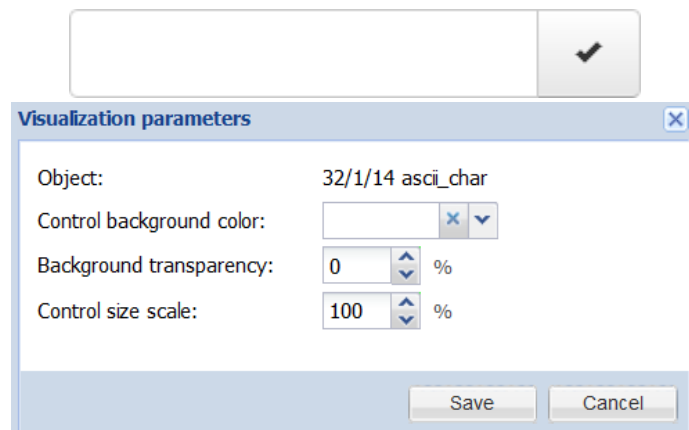 Visualization parameters
Object: 32/1/14 ascii_char
Control background color:
Background transparency: 0 %
Control size scale: 100 %
Save Cancel